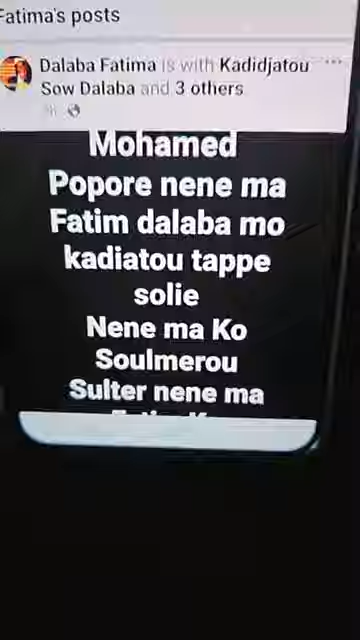 Fatima's posts
Dalaba Fatima is with Kadidjatou
Sow Dalaba and 3 others
Mohamed
Popore nene ma
Fatim dalaba mo
kadiatou tappe
solie
Nene ma Ko
Soulmerou
Sulter nene ma